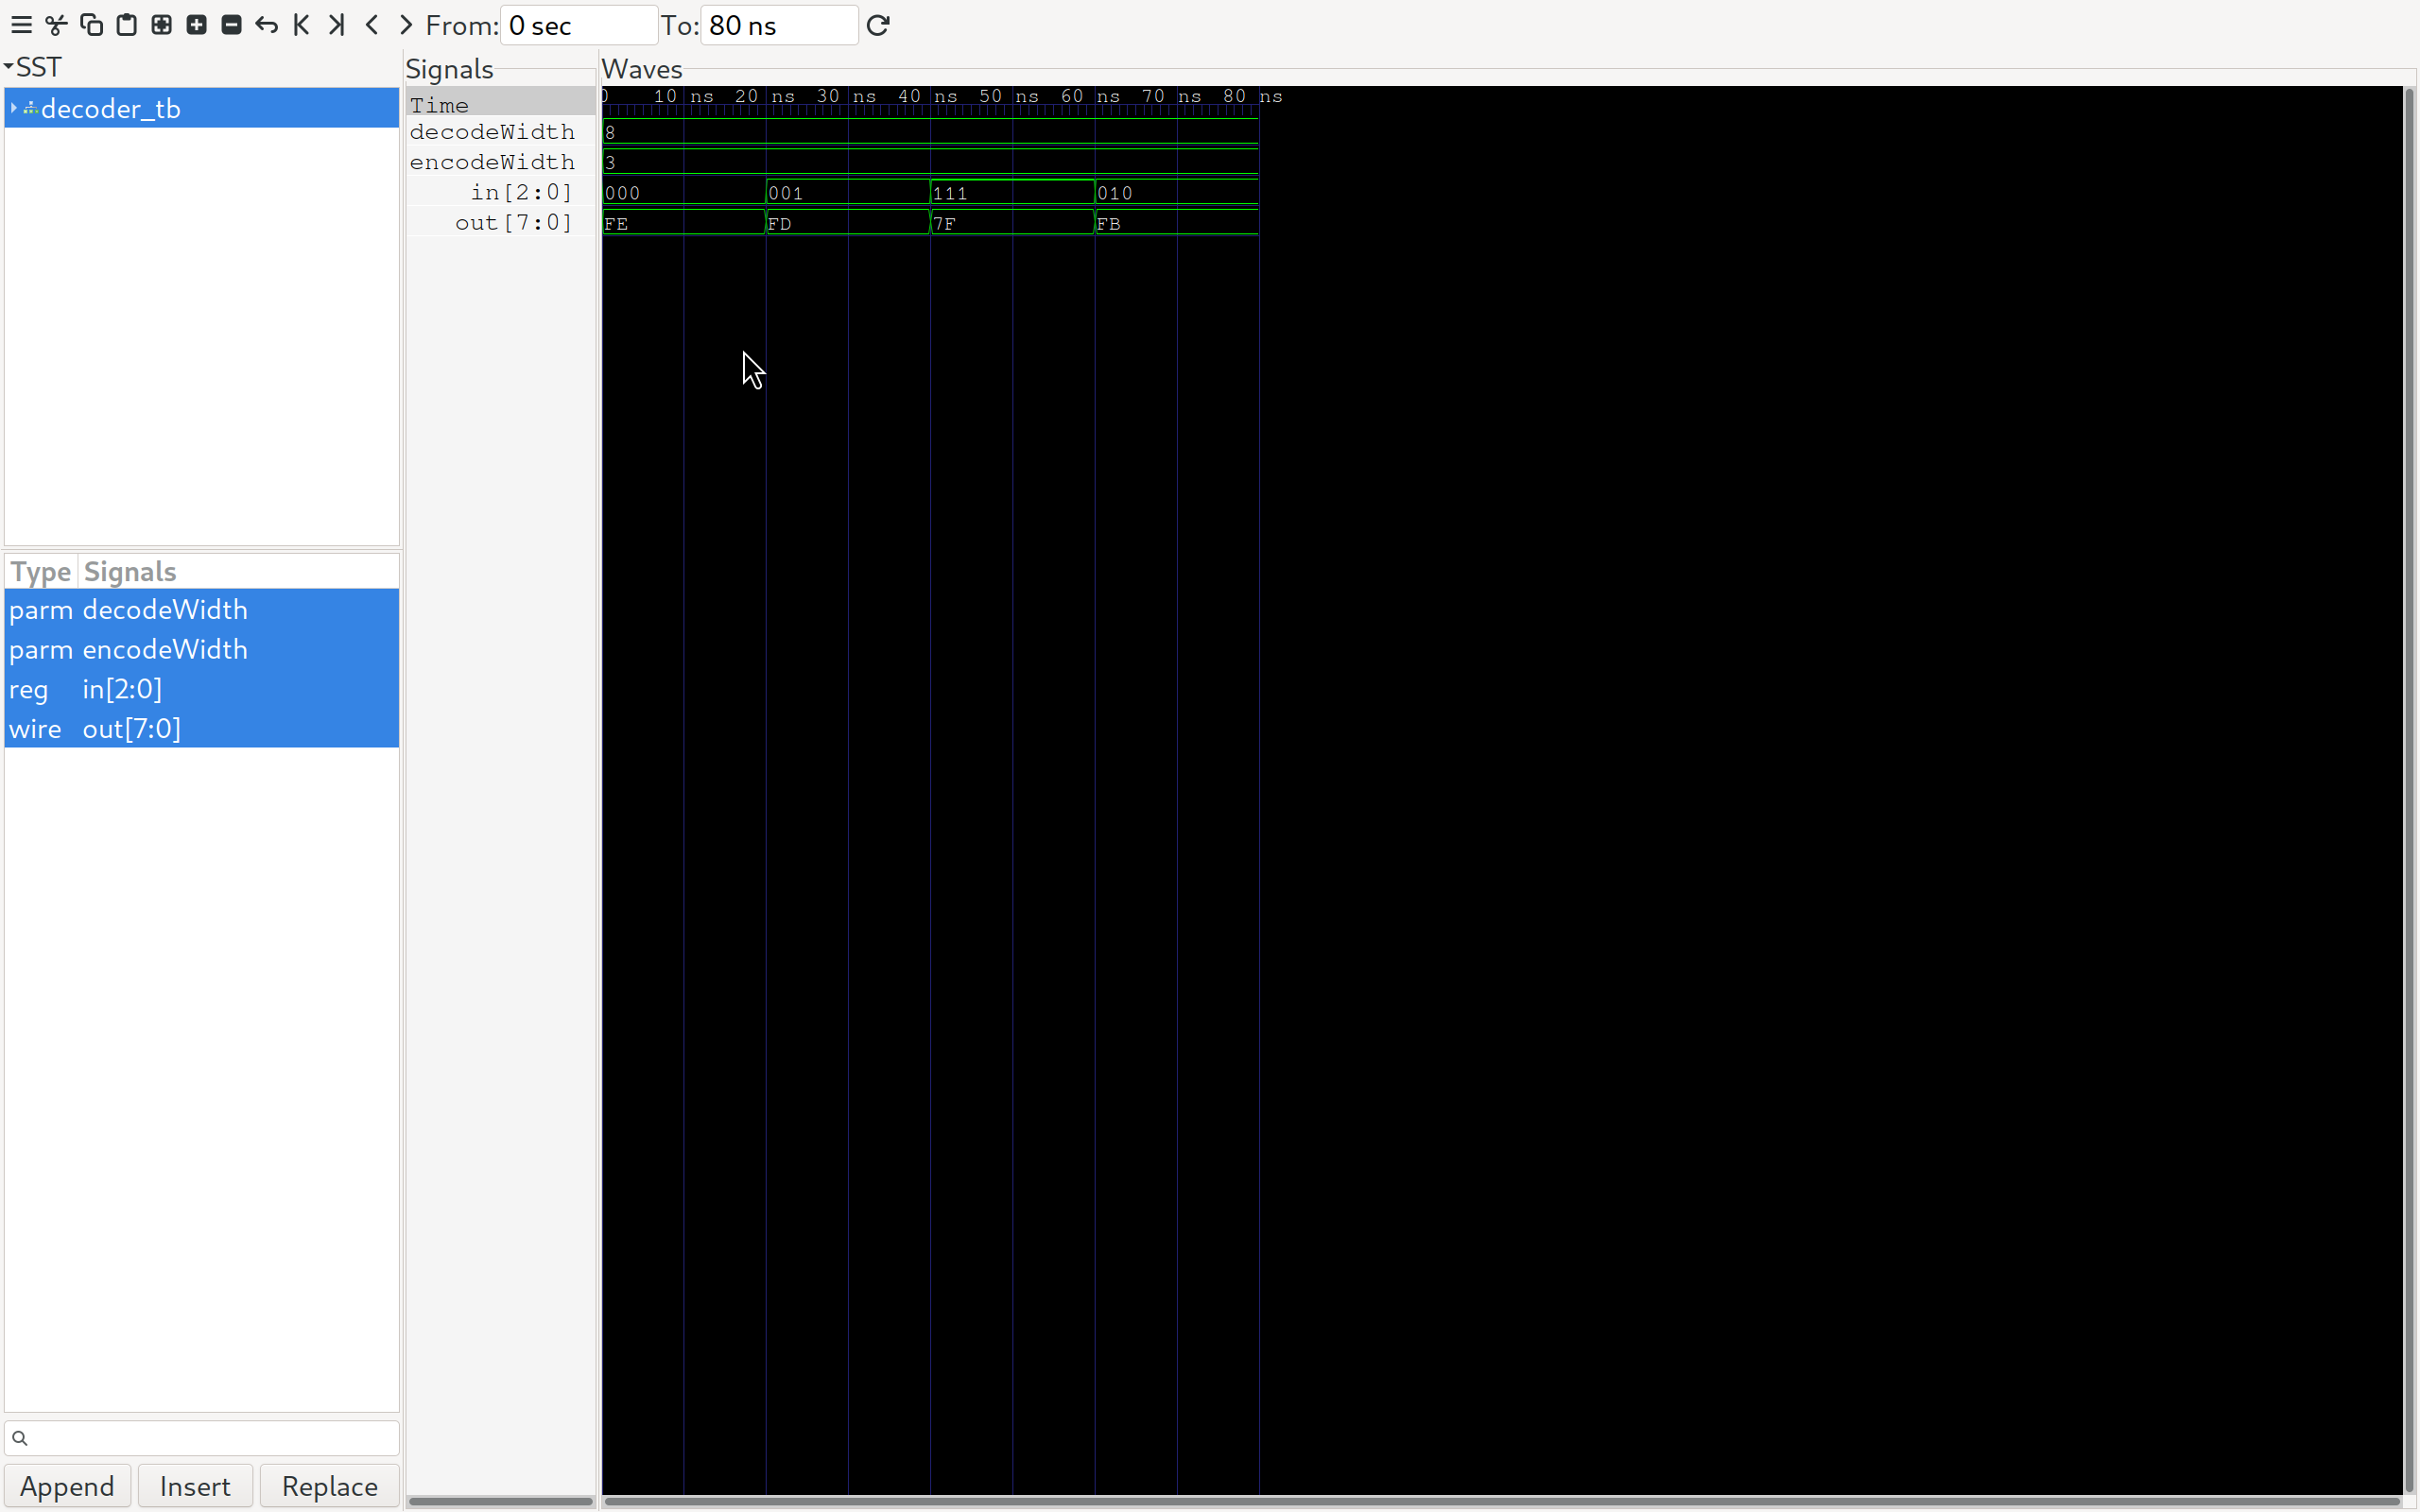 From: 0 sec To: 80 ns
SST
decoder_tb
Type Signals
parm decodeWidth
parm encodeWidth
reg in[2:0]
wire out[7:0]
Append Insert Replace
Signals
Time
decodeWidth
encodeWidth
in[2:0]
out[7:0]
Waves
0 10 ns 20 ns 30 ns 40 ns 50 ns 60 ns 70 ns 80 ns
8
3
000 001 111 010
FE FD 7F FB